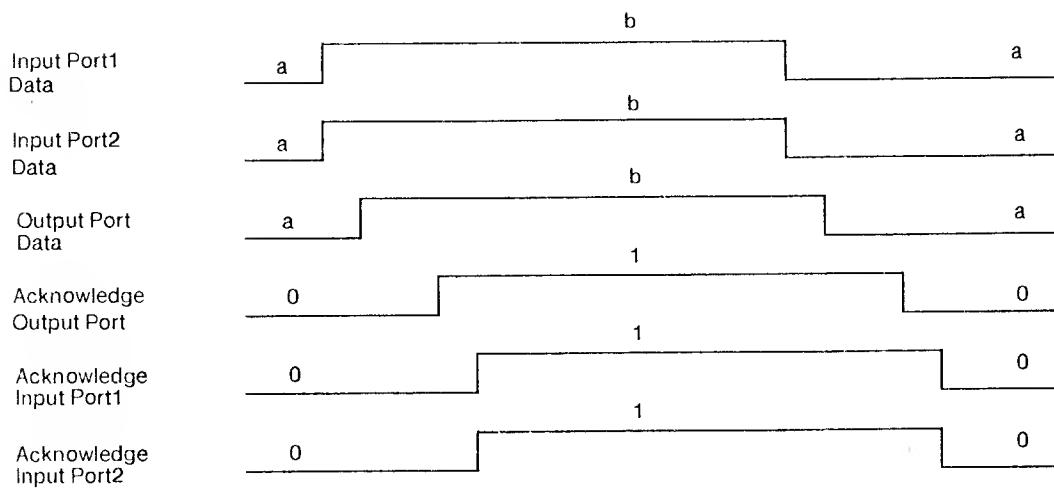 b
Input Port1
Data
a
a
b
Input Port2
Data
a
a
b
Output Port
Data
a
a
1
Acknowledge
Output Port
0
0
1
Acknowledge
Input Port1
0
0
1
Acknowledge
Input Port2
0
0